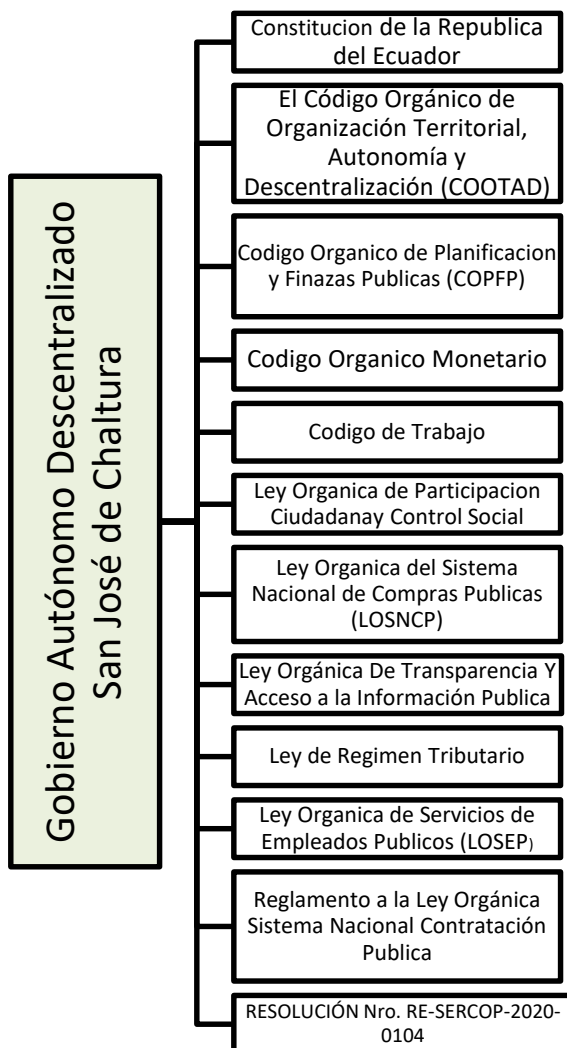 Gobierno Autónomo Descentralizado
San José de Chaltura
Constitucion de la Republica
del Ecuador
El Código Orgánico de
Organización Territorial,
Autonomía y
Descentralización (COOTAD)
Codigo Organico de Planificacion
y Finazas Publicas (COPFP)
Codigo Organico Monetario
Codigo de Trabajo
Ley Organica de Participacion
Ciudadanay Control Social
Ley Organica del Sistema
Nacional de Compras Publicas
(LOSNCP)
Ley Orgánica De Transparencia Y
Acceso a la Información Publica
Ley de Regimen Tributario
Ley Organica de Servicios de
Empleados Publicos (LOSEP)
Reglamento a la Ley Orgánica
Sistema Nacional Contratación
Publica
RESOLUCIÓN Nro. RE-SERCOP-2020-
0104